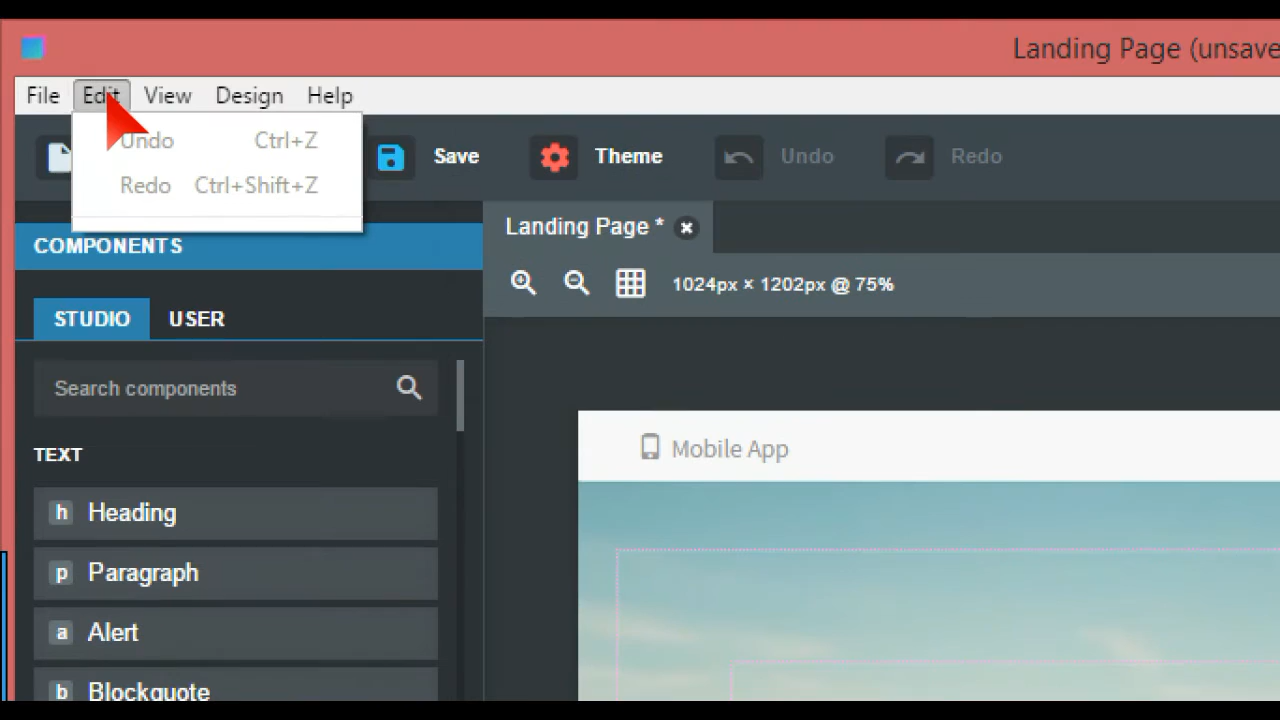 Landing Page (unsave
File Edit View Design Help
Undo Ctrl+Z
Redo Ctrl+Shift+Z
Save Theme Undo Redo
COMPONENTS
Landing Page *
1024px × 1202px @ 75%
STUDIO USER
Search components
TEXT
Mobile App
h Heading
p Paragraph
a Alert
b Blockquote